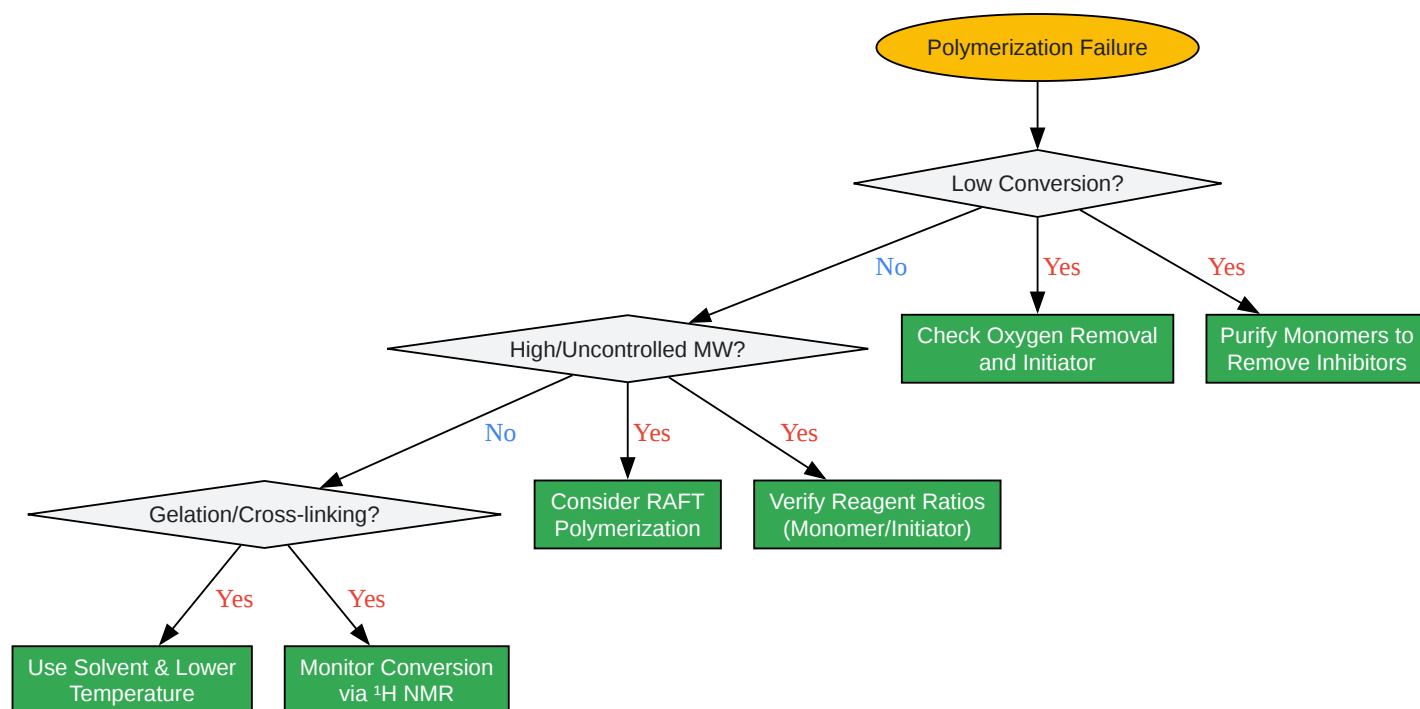 Polymerization Failure
Low Conversion?
No
Yes
Yes
High/Uncontrolled MW?
Check Oxygen Removal
and Initiator
Purify Monomers to
Remove Inhibitors
No
Yes
Yes
Gelation/Cross-linking?
Consider RAFT
Polymerization
Verify Reagent Ratios
(Monomer/Initiator)
Yes
Yes
Use Solvent & Lower
Temperature
Monitor Conversion
via ¹H NMR